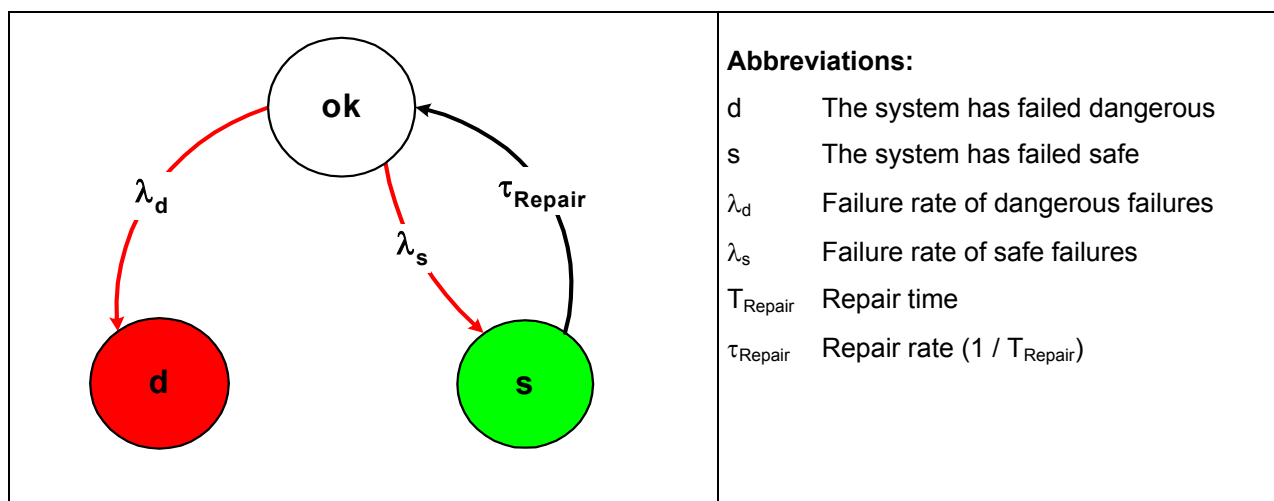 ok
λd
τRepair
λs
d
s
Abbreviations:
d The system has failed dangerous
s The system has failed safe
λd Failure rate of dangerous failures
λs Failure rate of safe failures
TRepair Repair time
τRepair Repair rate (1 / TRepair)